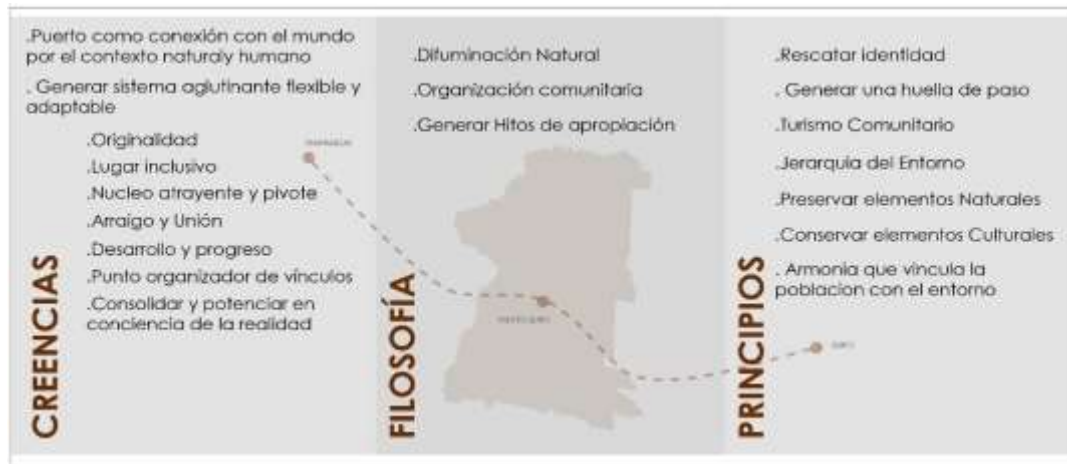 .Puerto como conexión con el mundo
por el contexto naturaly humano
. Generar sistema aglutinante flexible y
adaptable
.Originalidad
.Lugar inclusivo
.Nucleo atrayente y pivote
.Arraigo y Unión
.Desarrollo y progreso
.Punto organizador de vínculos
.Consolidar y potenciar en
conciencia de la realidad
CREENCIAS
.Difuminación Natural
.Organización comunitaria
.Generar Hitos de apropiación
FILOSOFÍA
.Rescatar identidad
. Generar una huella de paso
.Turismo Comunitario
.Jerarquia del Entorno
.Preservar elementos Naturales
.Conservar elementos Culturales
. Armonia que vincula la
poblacion con el entorno
PRINCIPIOS